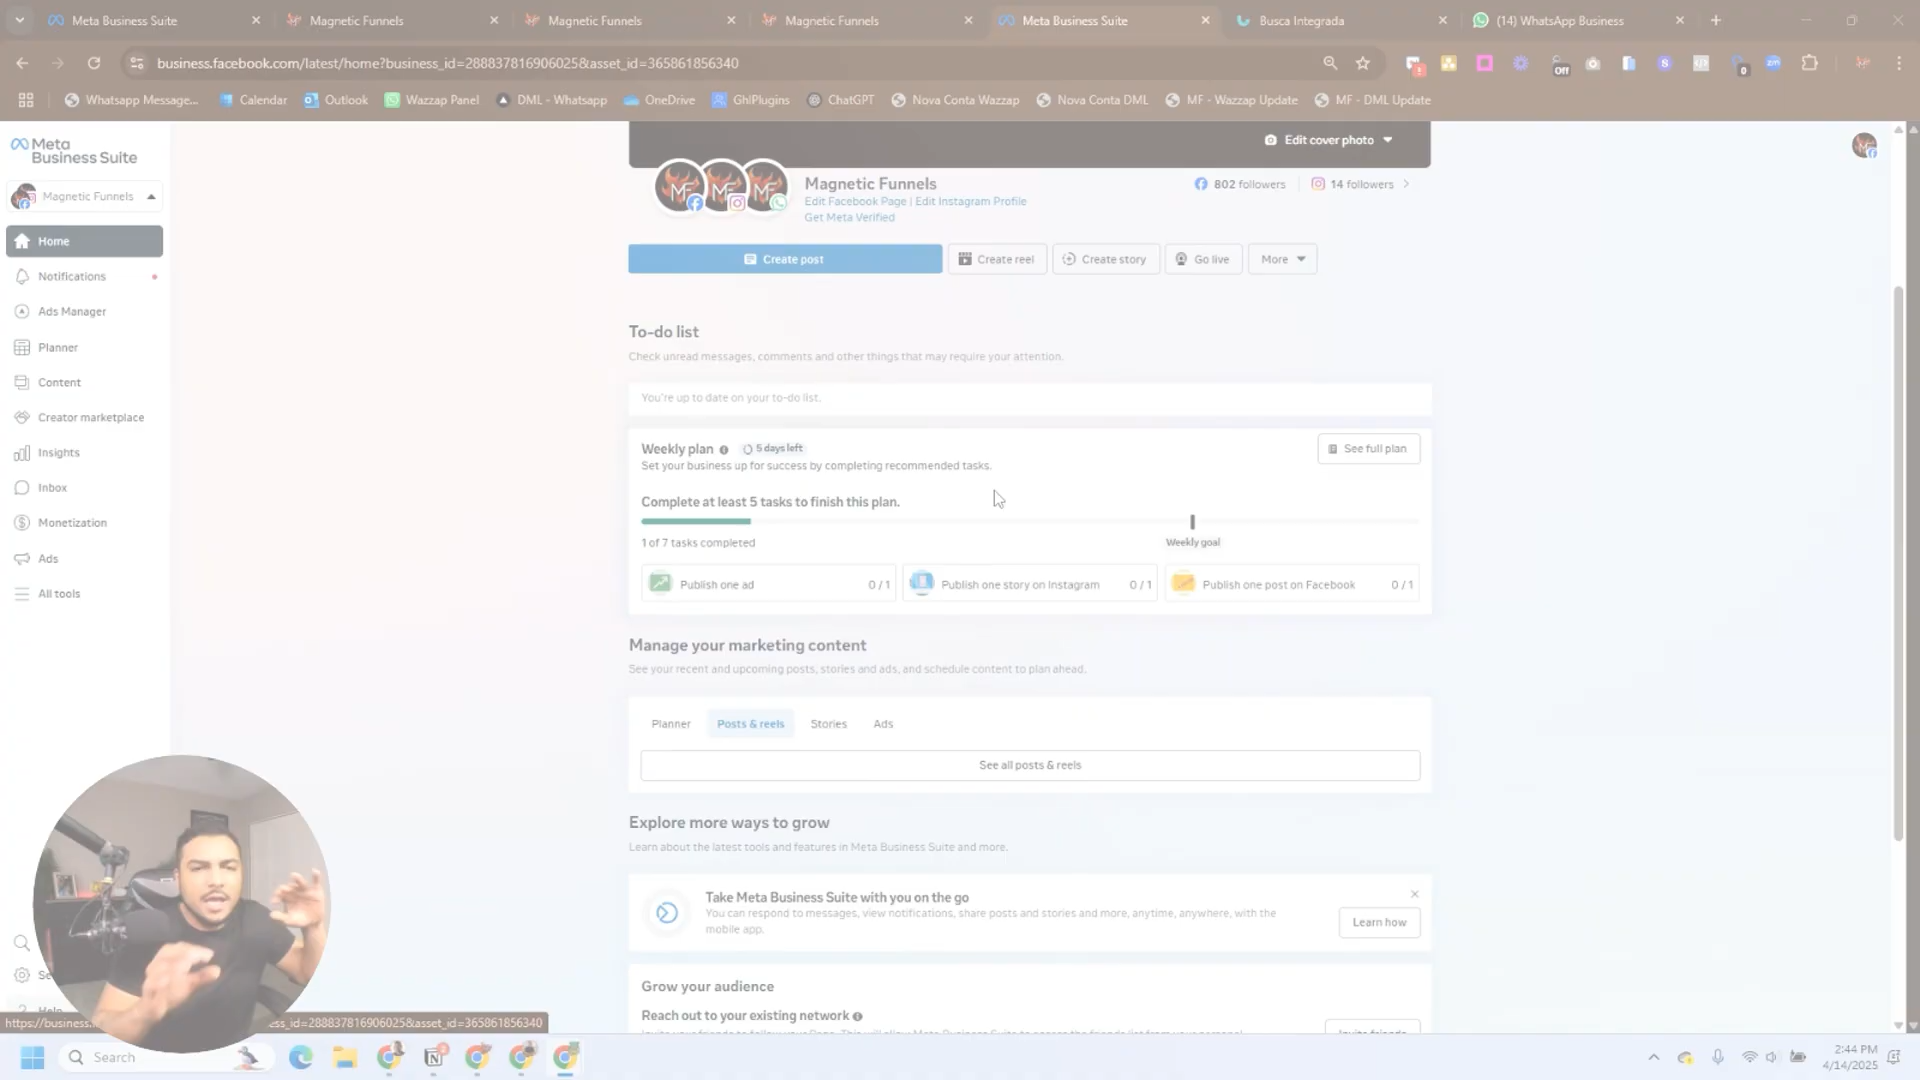 Meta Business Suite
Magnetic Funnels
Magnetic Funnels
Magnetic Funnels
Meta Business Suite
Busca Integrada
(14) WhatsApp Business
business.facebook.com/latest/home?business_id=288837816906025&asset_id=365861856340
Off
0
zm
Whatsapp Message...
Calendar
Outlook
Wazzap Panel
DML - Whatsapp
OneDrive
GhlPlugins
ChatGPT
Nova Conta Wazzap
Nova Conta DML
MF - Wazzap Update
MF - DML Update
Meta
Business Suite
Magnetic Funnels
Home
Notifications
Ads Manager
Planner
Content
Creator marketplace
Insights
Inbox
Monetization
Ads
All tools
Edit cover photo
MF
MF
MF
Magnetic Funnels
Edit Facebook Page | Edit Instagram Profile
Get Meta Verified
802 followers
14 followers
Create post
Create reel
Create story
Go live
More
To-do list
Check unread messages, comments and other things that may require your attention.
You're up to date on your to-do list.
Weekly plan
5 days left
See full plan
Set your business up for success by completing recommended tasks.
Complete at least 5 tasks to finish this plan.
1 of 7 tasks completed
Weekly goal
Publish one ad 0 / 1
Publish one story on Instagram 0 / 1
Publish one post on Facebook 0 / 1
Manage your marketing content
See your recent and upcoming posts, stories and ads, and schedule content to plan ahead.
Planner
Posts & reels
Stories
Ads
See all posts & reels
Explore more ways to grow
Learn about the latest tools and features in Meta Business Suite and more.
Take Meta Business Suite with you on the go
You can respond to messages, view notifications, share posts and stories and more, anytime, anywhere, with the
mobile app.
Learn how
Grow your audience
Reach out to your existing network
Help
https://business.
ess_id=288837816906025&asset_id=365861856340
Search
2:44 PM
4/14/2025